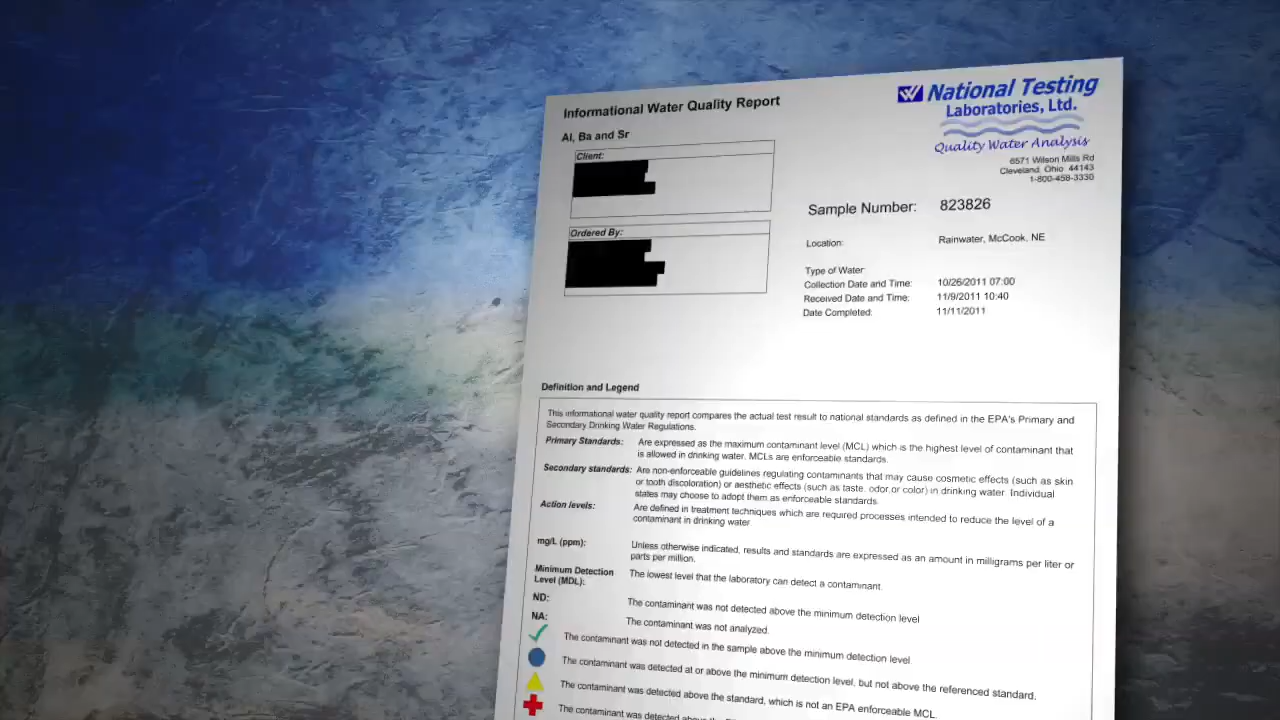 Informational Water Quality Report
Al, Ba and Sr
Client:
Ordered By:
National Testing
Laboratories, Ltd.
Quality Water Analysis
6571 Wilson Mills Rd
Cleveland, Ohio 44143
1-800-458-3330
Sample Number: 823826
Location: Rainwater, McCook, NE
Type of Water
Collection Date and Time: 10/26/2011 07:00
Received Date and Time: 11/9/2011 10:40
Date Completed: 11/11/2011
Definition and Legend
This informational water quality report compares the actual test result to national standards as defined in the EPA's Primary and
Secondary Drinking Water Regulations.
Primary Standards: Are expressed as the maximum contaminant level (MCL) which is the highest level of contaminant that
is allowed in drinking water. MCLs are enforceable standards.
Secondary standards: Are non-enforceable guidelines regulating contaminants that may cause cosmetic effects (such as skin
or tooth discoloration) or aesthetic effects (such as taste, odor or color) in drinking water. Individual
states may choose to adopt them as enforceable standards.
Action levels: Are defined in treatment techniques which are required processes intended to reduce the level of a
contaminant in drinking water
mg/L (ppm): Unless otherwise indicated, results and standards are expressed as an amount in milligrams per liter or
parts per million.
Minimum Detection
Level (MDL): The lowest level that the laboratory can detect a contaminant.
ND: The contaminant was not detected above the minimum detection level
NA: The contaminant was not analyzed.
The contaminant was not detected in the sample above the minimum detection level
The contaminant was detected at or above the minimum detection level, but not above the referenced standard.
The contaminant was detected above the standard, which is not an EPA enforceable MCL.
The contaminant was detected